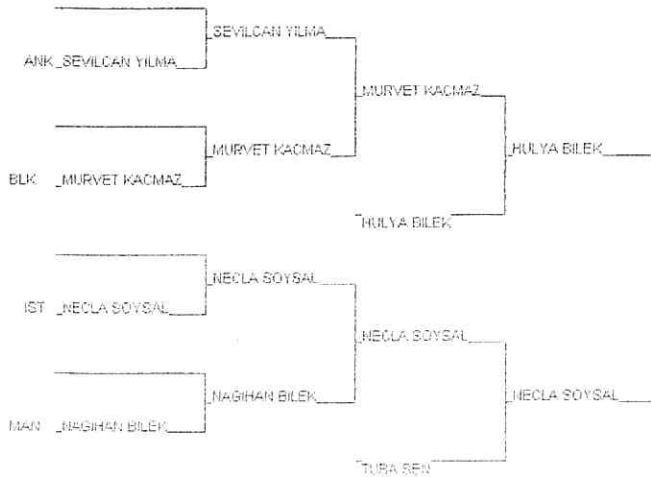 SEVILCAN YILMA
ANK SEVILCAN YILMA
MURVET KACMAZ
MURVET KACMAZ
HULYA BILEK
BLK MURVET KACMAZ
HULYA BILEK
NECLA SOYSAL
IST NECLA SOYSAL
NECLA SOYSAL
NAGIHAN BILEK
NECLA SOYSAL
MAN NAGIHAN BILEK
TUBA SEN